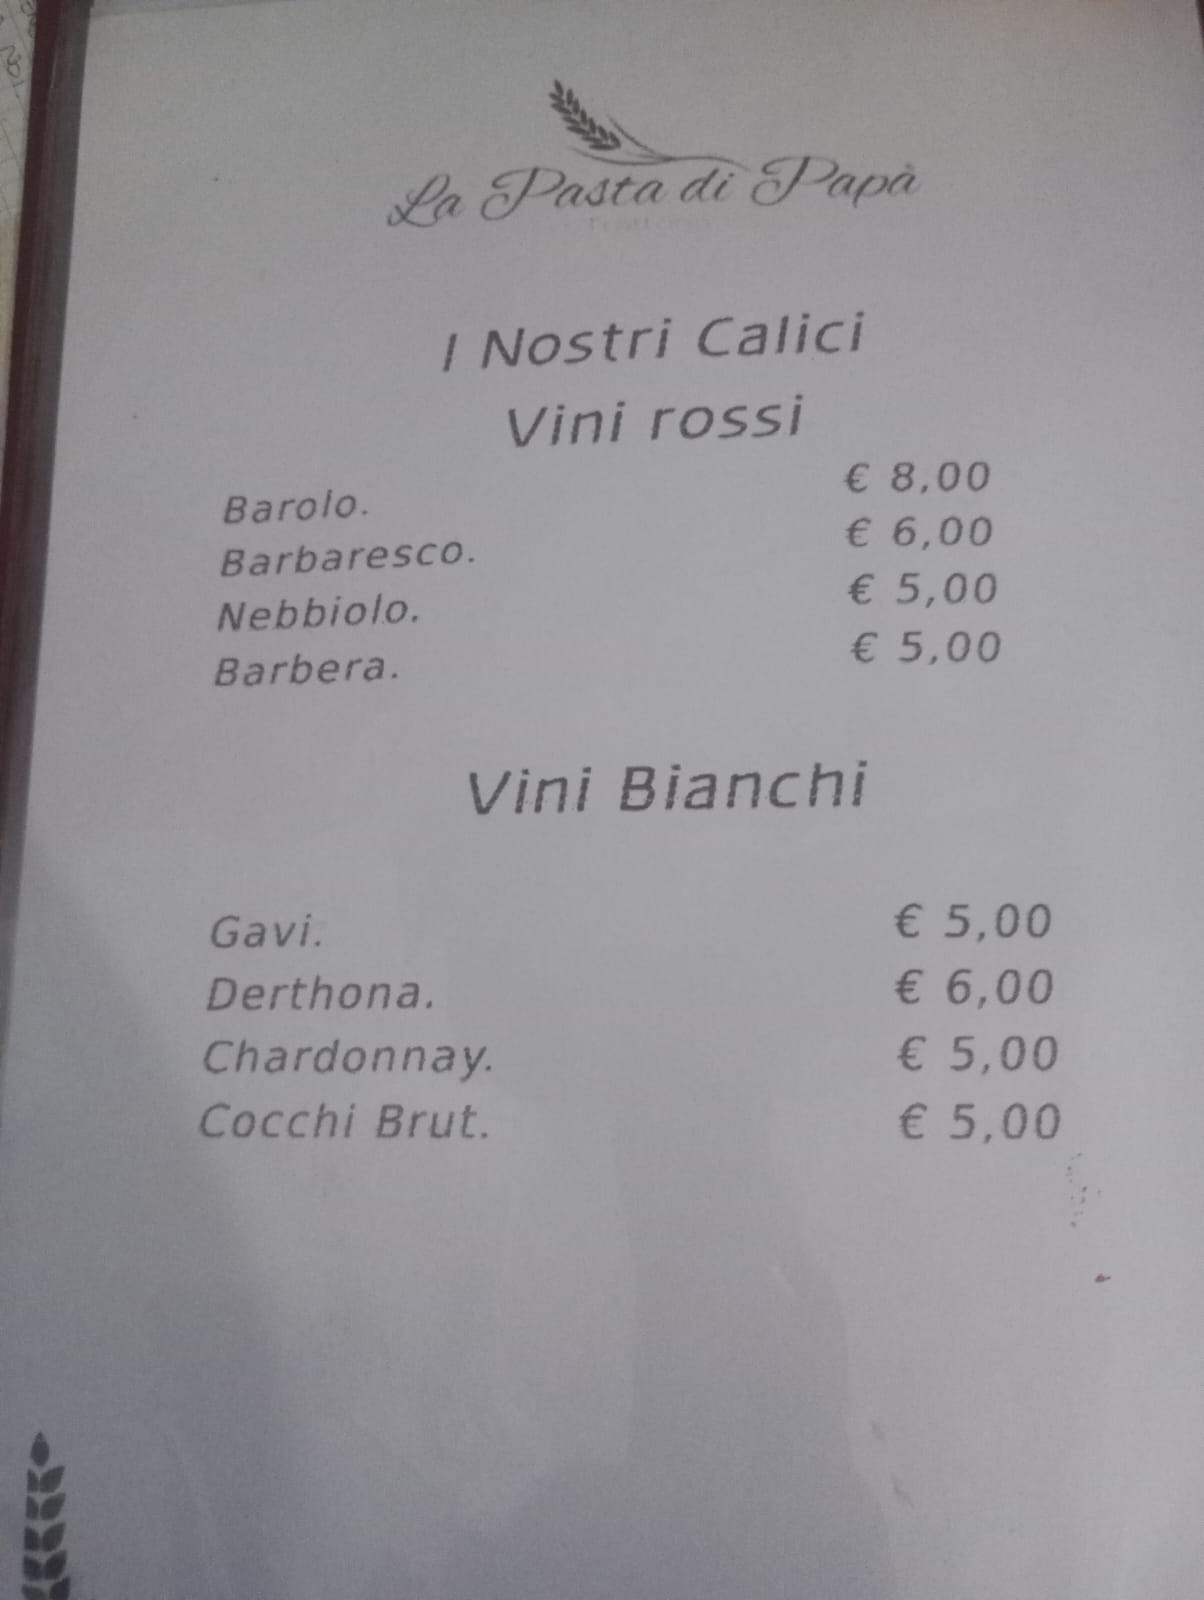 La Pasta di Papà
Trattoria
I Nostri Calici
Vini rossi
Barolo. € 8,00
Barbaresco. € 6,00
Nebbiolo. € 5,00
Barbera. € 5,00
Vini Bianchi
Gavi. € 5,00
Derthona. € 6,00
Chardonnay. € 5,00
Cocchi Brut. € 5,00